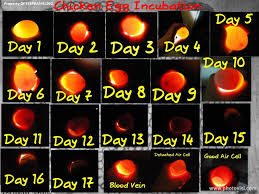 Chicken Egg Incubation
Day 1
Day 2
Day 3
Day 4
Day 5
Day 6
Day 7
Day 8
Day 9
Day 10
Day 11
Day 12
Day 13
Day 14
Day 15
Day 16
Day 17
Blood Vein
Detached Air Cell
Good Air Cell
www.photovisi.com